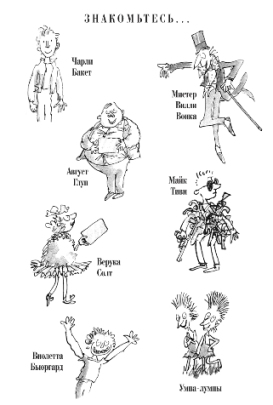 ЗНАКОМЬТЕСЬ...
Чарли
Бакет
Мистер
Вилли
Вонка
Август
Глуп
Майк
Тиви
Верука
Солт
Виолетта
Бьюргард
Умпа-лумпы